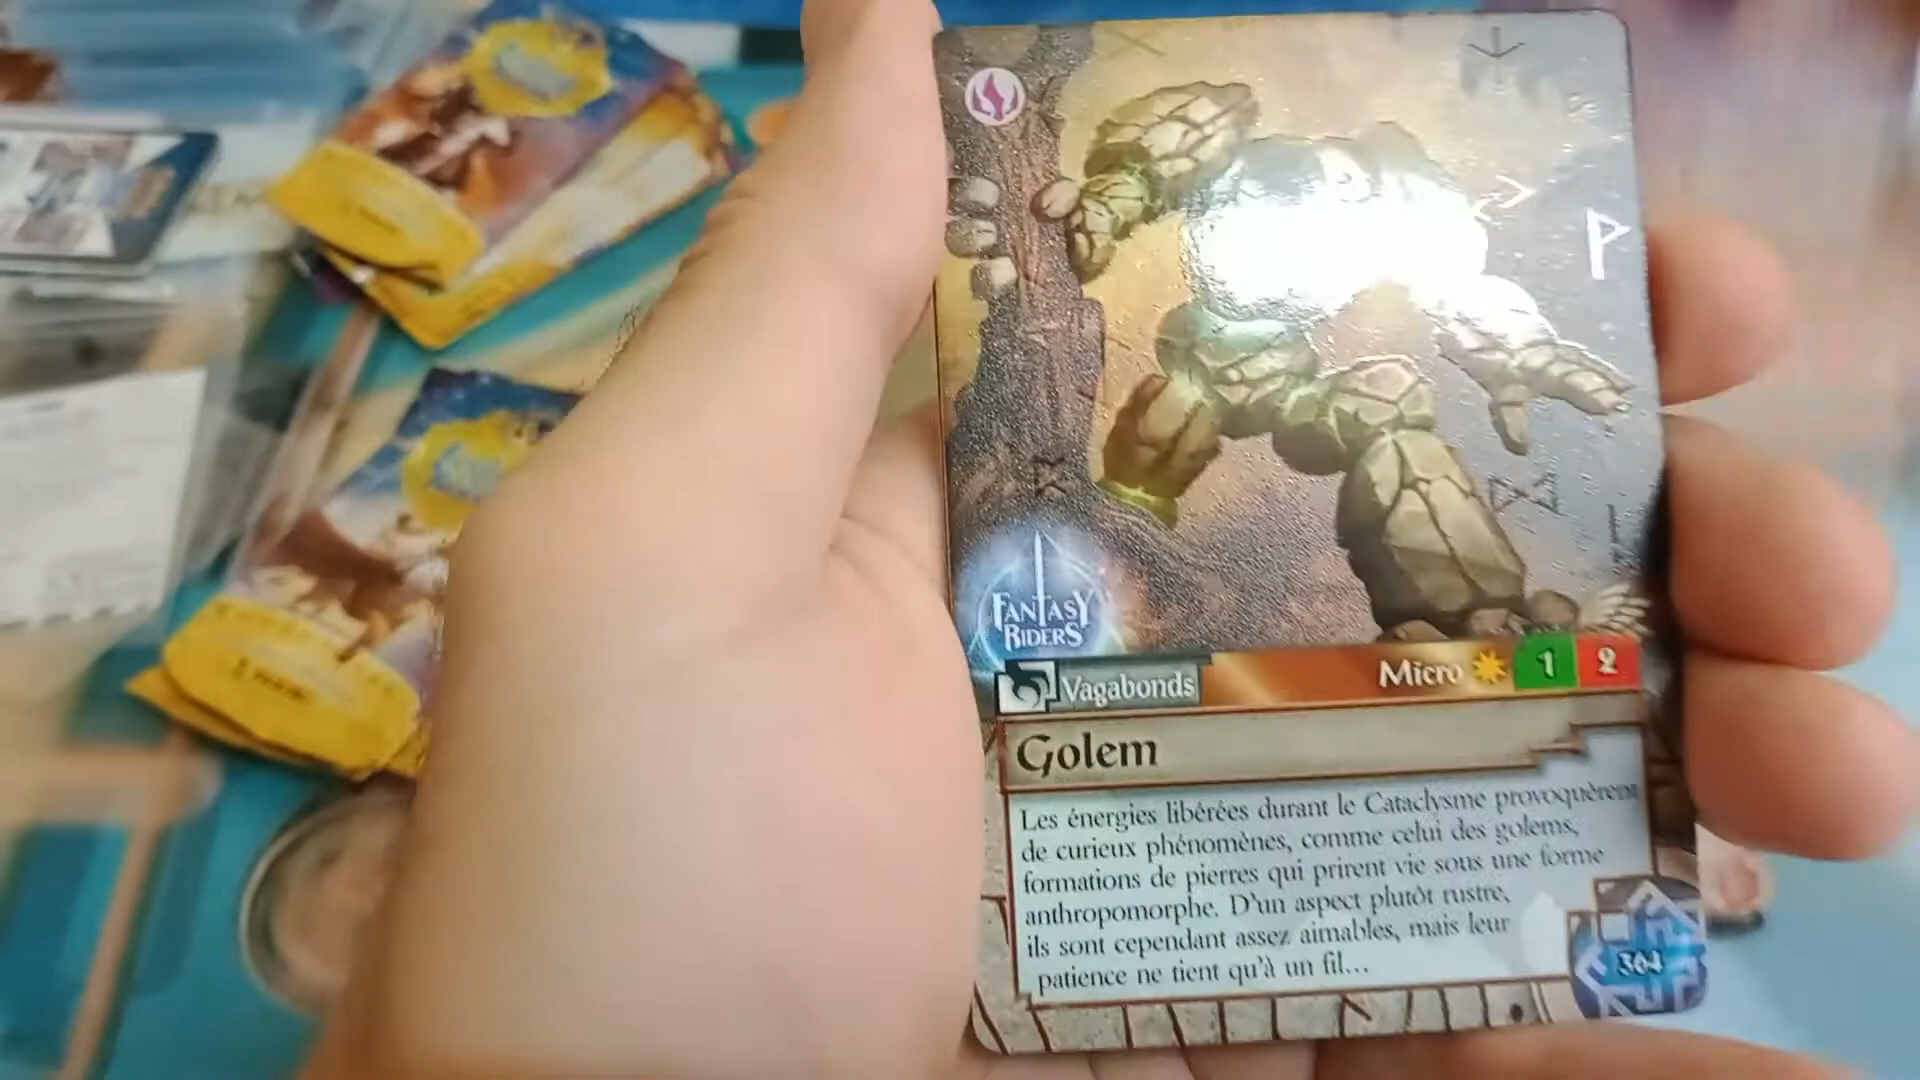 FANTASY
RIDERS
Vagabonds
Micro 1 2
Golem
Les énergies libérées durant le Cataclysme provoquèrent
de curieux phénomènes, comme celui des golems,
formations de pierres qui prirent vie sous une forme
anthropomorphe. D'un aspect plutôt rustre,
ils sont cependant assez aimables, mais leur
patience ne tient qu'à un fil...
364